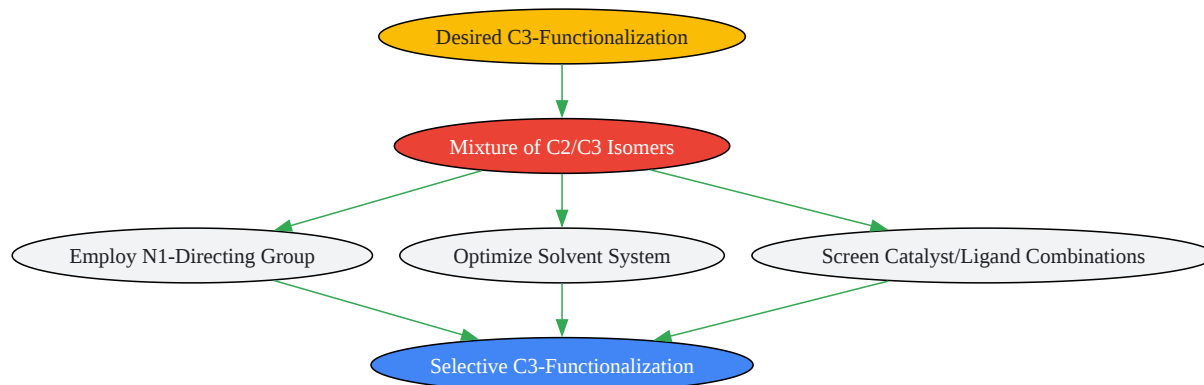 Desired C3-Functionalization
Mixture of C2/C3 Isomers
Employ N1-Directing Group
Optimize Solvent System
Screen Catalyst/Ligand Combinations
Selective C3-Functionalization